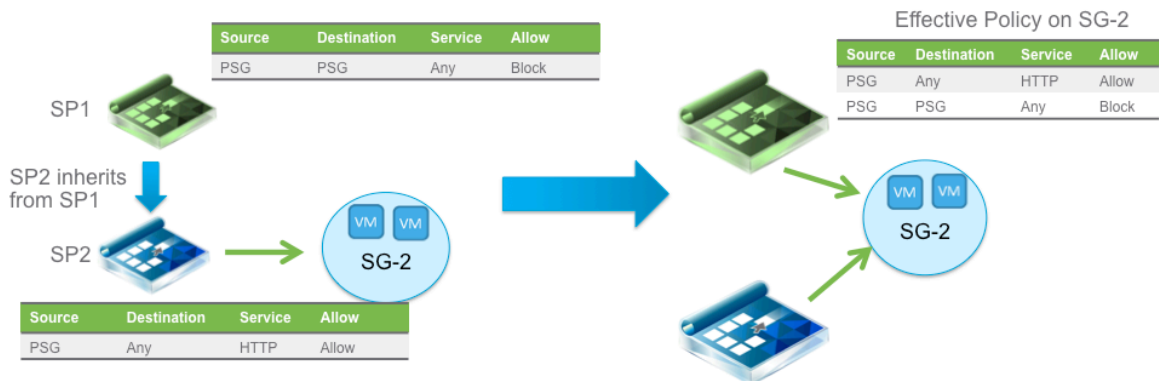 Effective Policy on SG-2
Source Destination Service Allow
PSG PSG Any Block
Source Destination Service Allow
PSG Any HTTP Allow
PSG PSG Any Block
SP1
SP2 inherits
from SP1
SP2
VM VM
SG-2
VM VM
SG-2
Source Destination Service Allow
PSG Any HTTP Allow